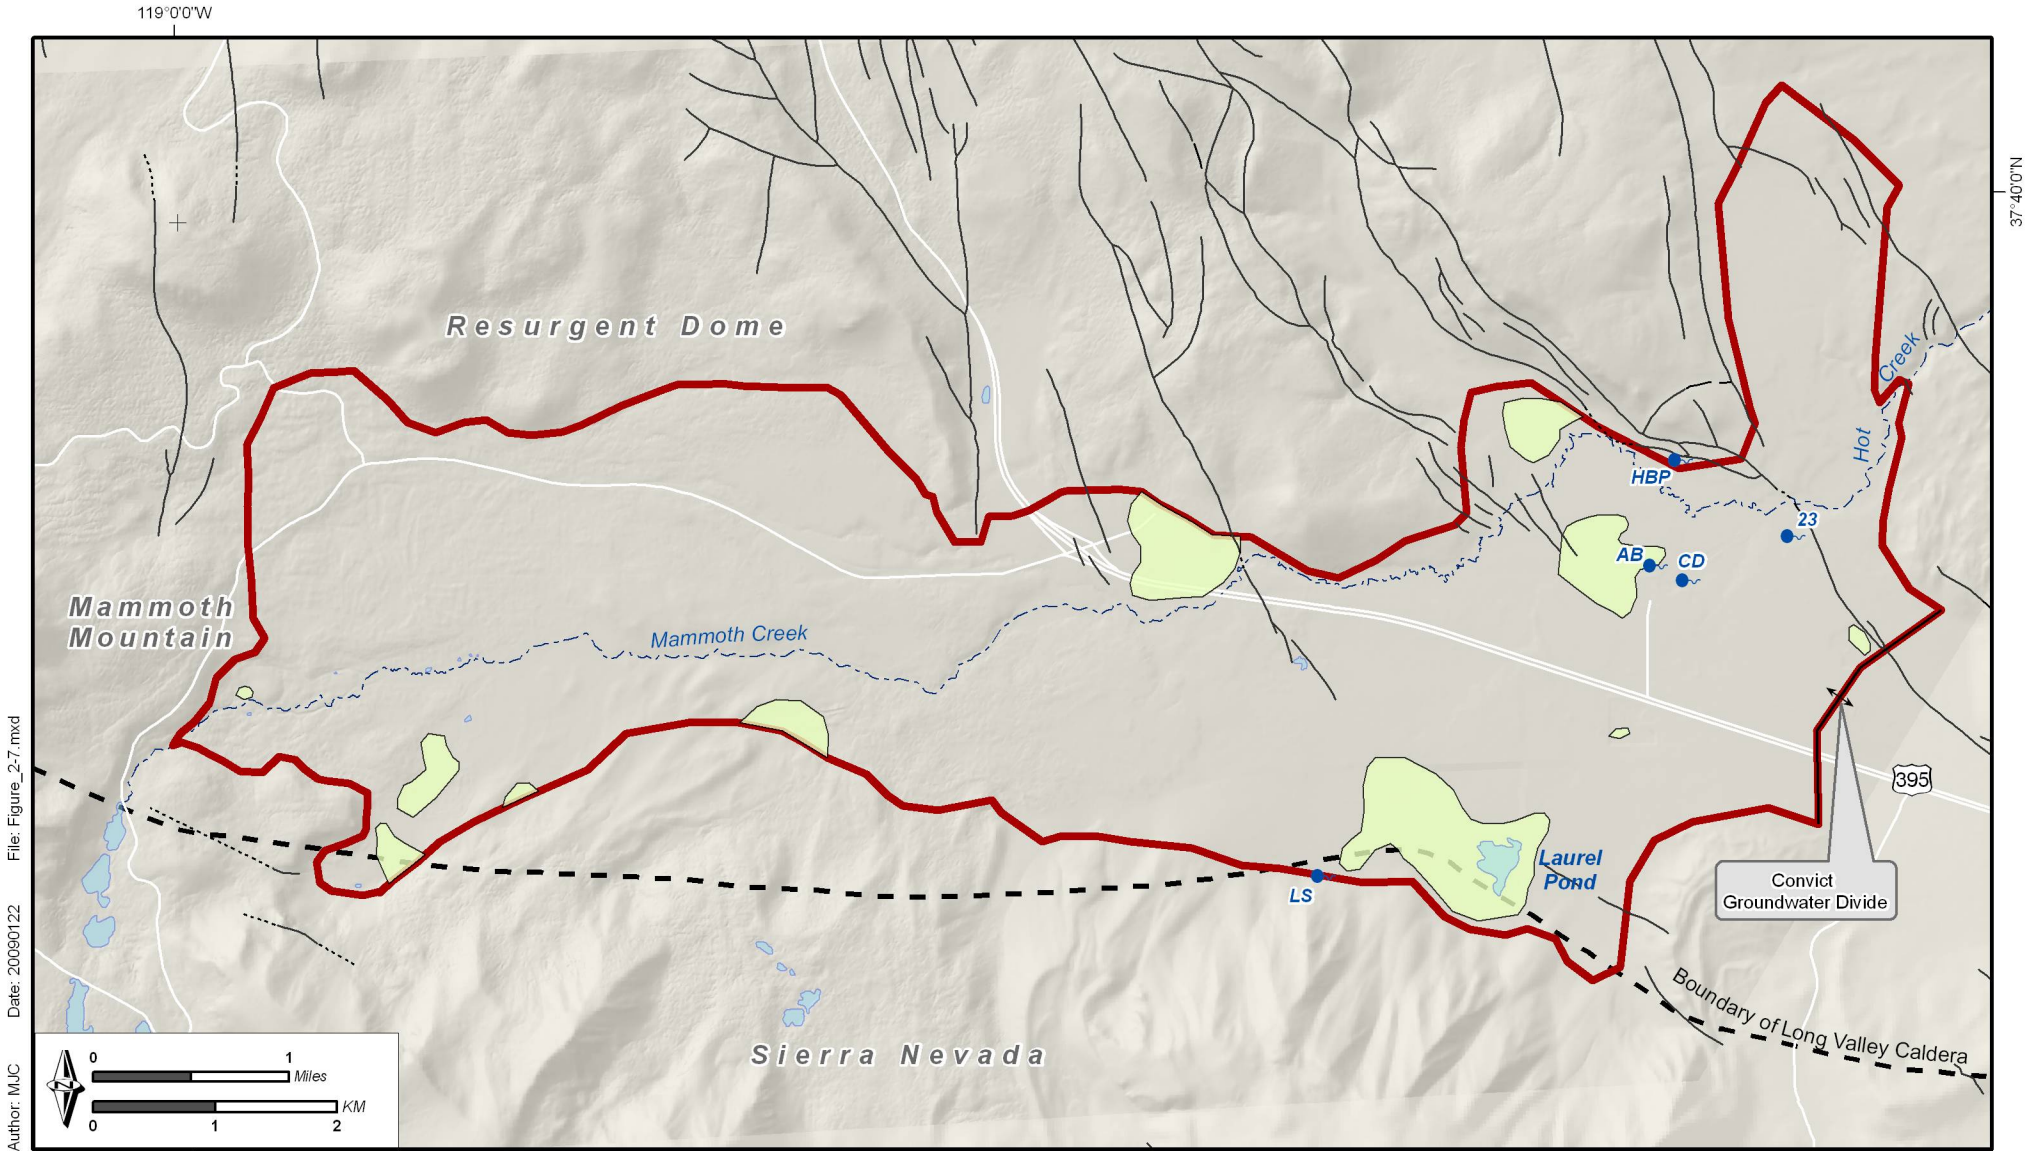 119°0'0"W
37°40'0"N
Resurgent Dome
Creek
Hot
HBP
23
AB
CD
Mammoth
Mountain
Mammoth Creek
395
Laurel
Pond
LS
Convict
Groundwater Divide
Boundary of Long Valley Caldera
Sierra Nevada
N
0 1
Miles
KM
0 1 2
Author: MJC Date: 20090122 File: Figure_2-7.mxd